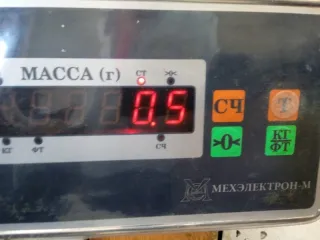 МАССА (г) СТ
0.5
СЧ Т
КГ ФТ СЧ
>0< КГ ФТ
МЕХЭЛЕКТРОН-М